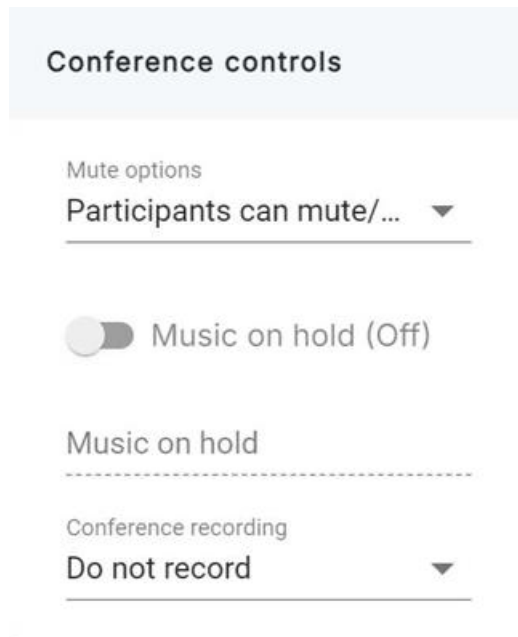 Conference controls
Mute options
Participants can mute/...
Music on hold (Off)
Music on hold
Conference recording
Do not record